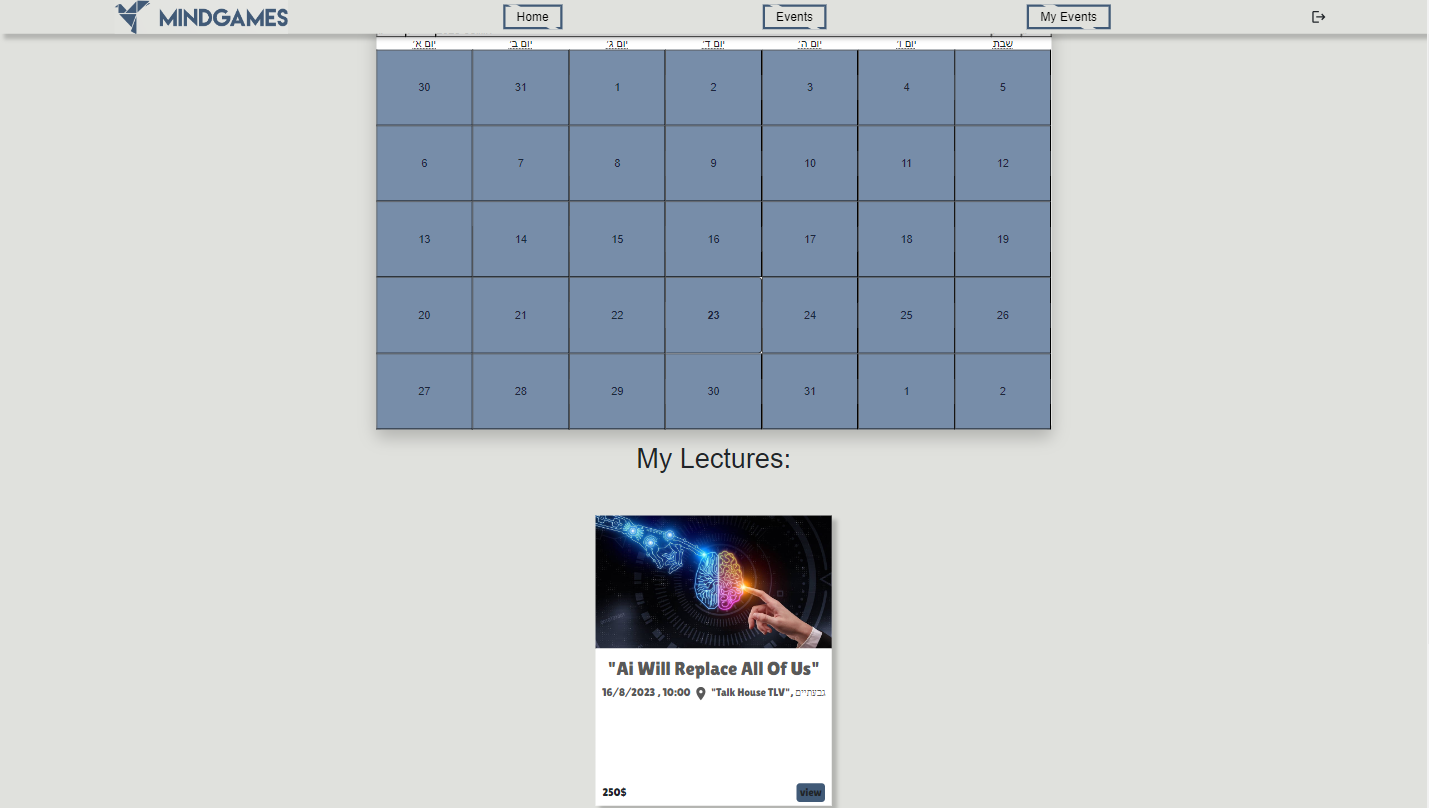 MINDGAMES
Home
Events
My Events
יום א׳ יום ב׳ יום ג׳ יום ד׳ יום ה׳ יום ו׳ שבת
30 31 1 2 3 4 5
6 7 8 9 10 11 12
13 14 15 16 17 18 19
20 21 22 23 24 25 26
27 28 29 30 31 1 2
My Lectures:
"Ai Will Replace All Of Us"
16/8/2023 , 10:00 "Talk House TLV", גבעתיים
250$ view